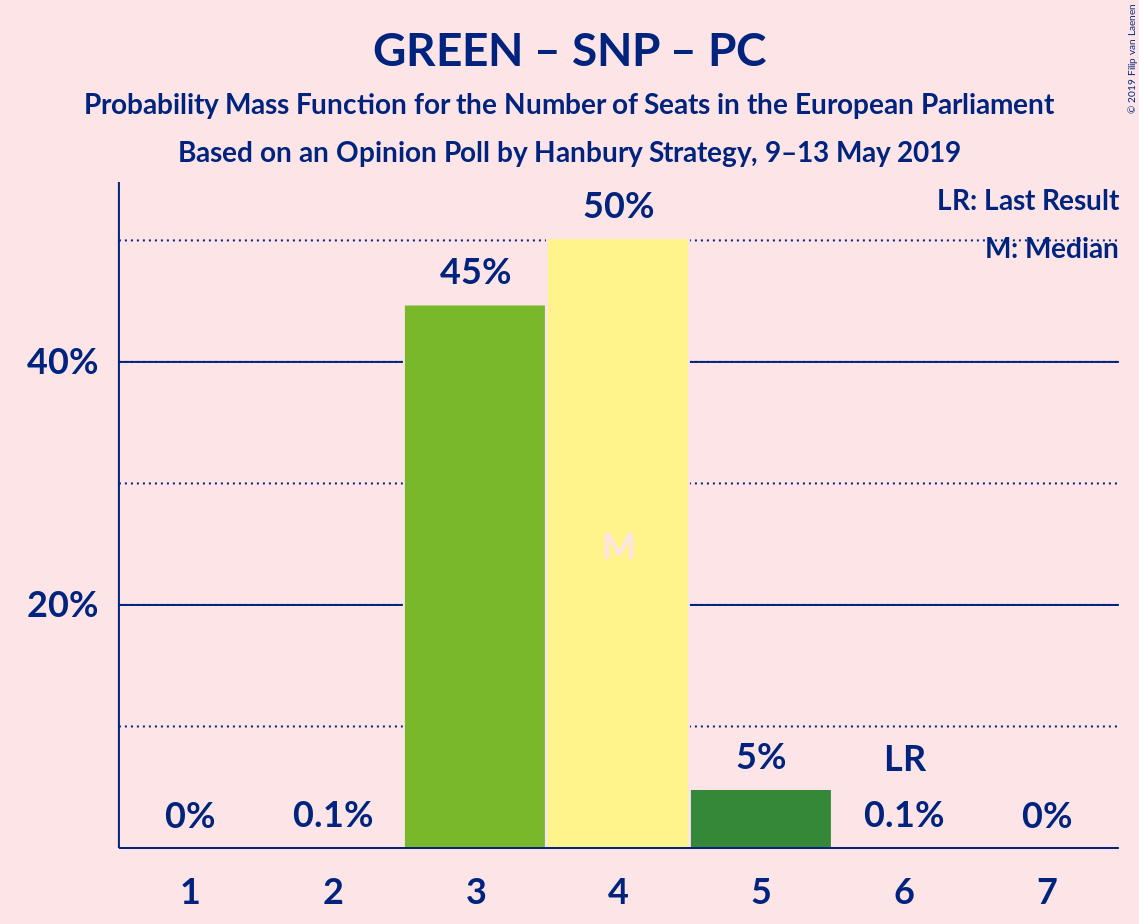 GREEN – SNP – PC
Probability Mass Function for the Number of Seats in the European Parliament
Based on an Opinion Poll by Hanbury Strategy, 9–13 May 2019
© 2019 Filip van Laenen
LR: Last Result
M: Median
50%
45%
40%
M
20%
5%
LR
0%
0.1%
0.1%
0%
1
2
3
4
5
6
7